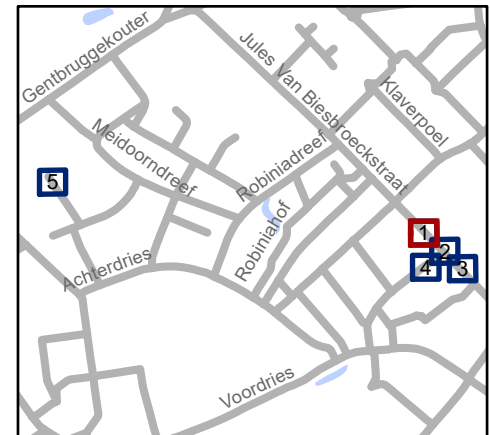 Gentbruggekouter
Jules Van Biesbroeckstraat
Klaverpoel
Meidoorndreef
Robiniadreef
5
Robiniahof
1
2
4
3
Achterdries
Voordries